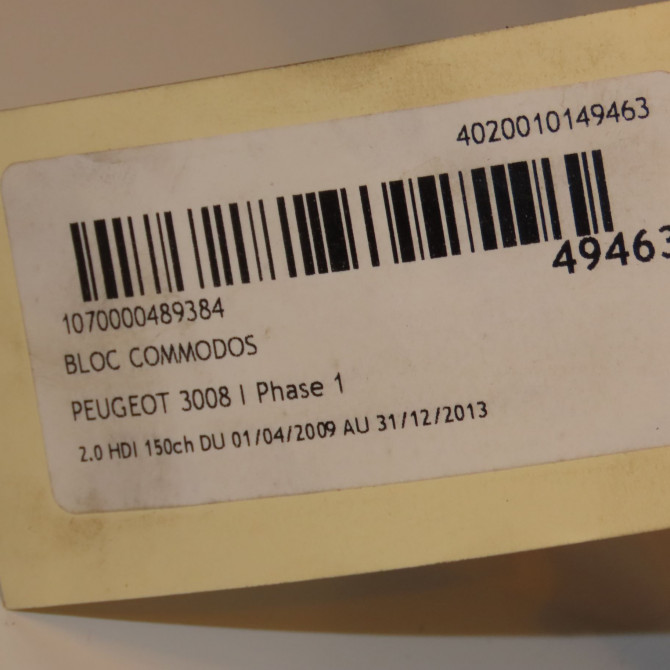 4020010149463
49463
1070000489384
BLOC COMMODOS
PEUGEOT 3008 I Phase 1
2.0 HDI 150ch DU 01/04/2009 AU 31/12/2013